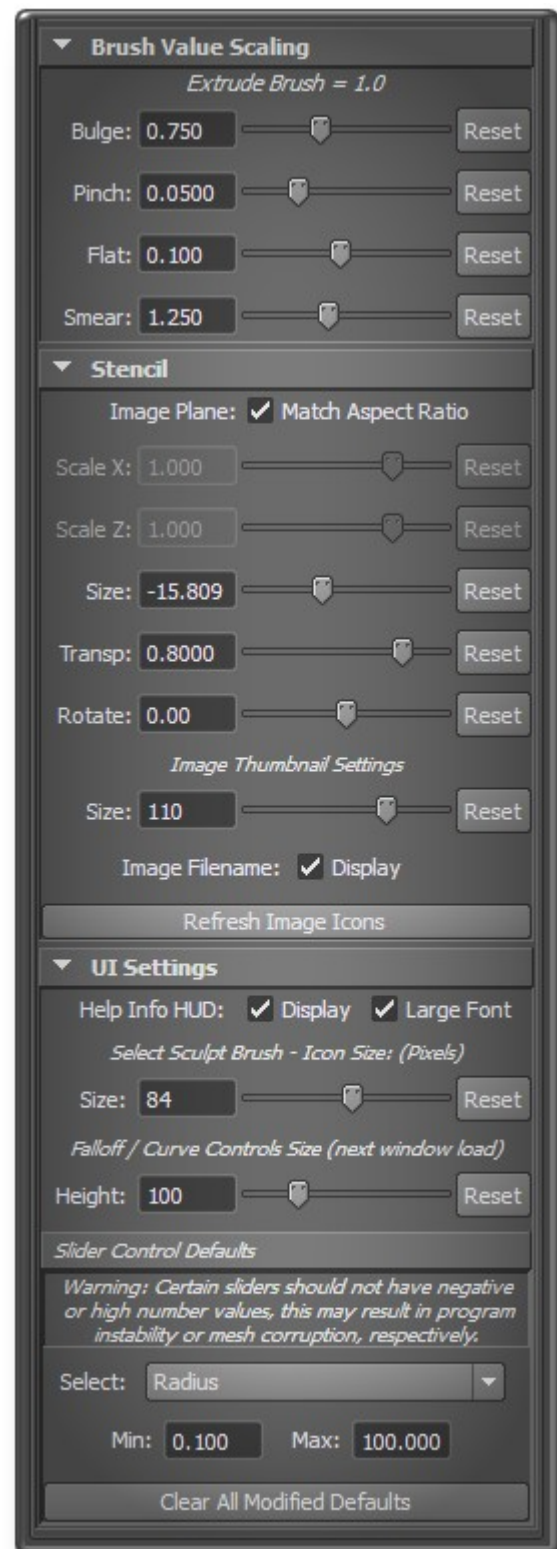 Brush Value Scaling
Extrude Brush = 1.0
Bulge: 0.750 Reset
Pinch: 0.0500 Reset
Flat: 0.100 Reset
Smear: 1.250 Reset
Stencil
Image Plane: Match Aspect Ratio
Scale X: 1.000 Reset
Scale Z: 1.000 Reset
Size: -15.809 Reset
Transp: 0.8000 Reset
Rotate: 0.00 Reset
Image Thumbnail Settings
Size: 110 Reset
Image Filename: Display
Refresh Image Icons
UI Settings
Help Info HUD: Display Large Font
Select Sculpt Brush - Icon Size: (Pixels)
Size: 84 Reset
Falloff / Curve Controls Size (next window load)
Height: 100 Reset
Slider Control Defaults
Warning: Certain sliders should not have negative
or high number values, this may result in program
instability or mesh corruption, respectively.
Select: Radius
Min: 0.100 Max: 100.000
Clear All Modified Defaults